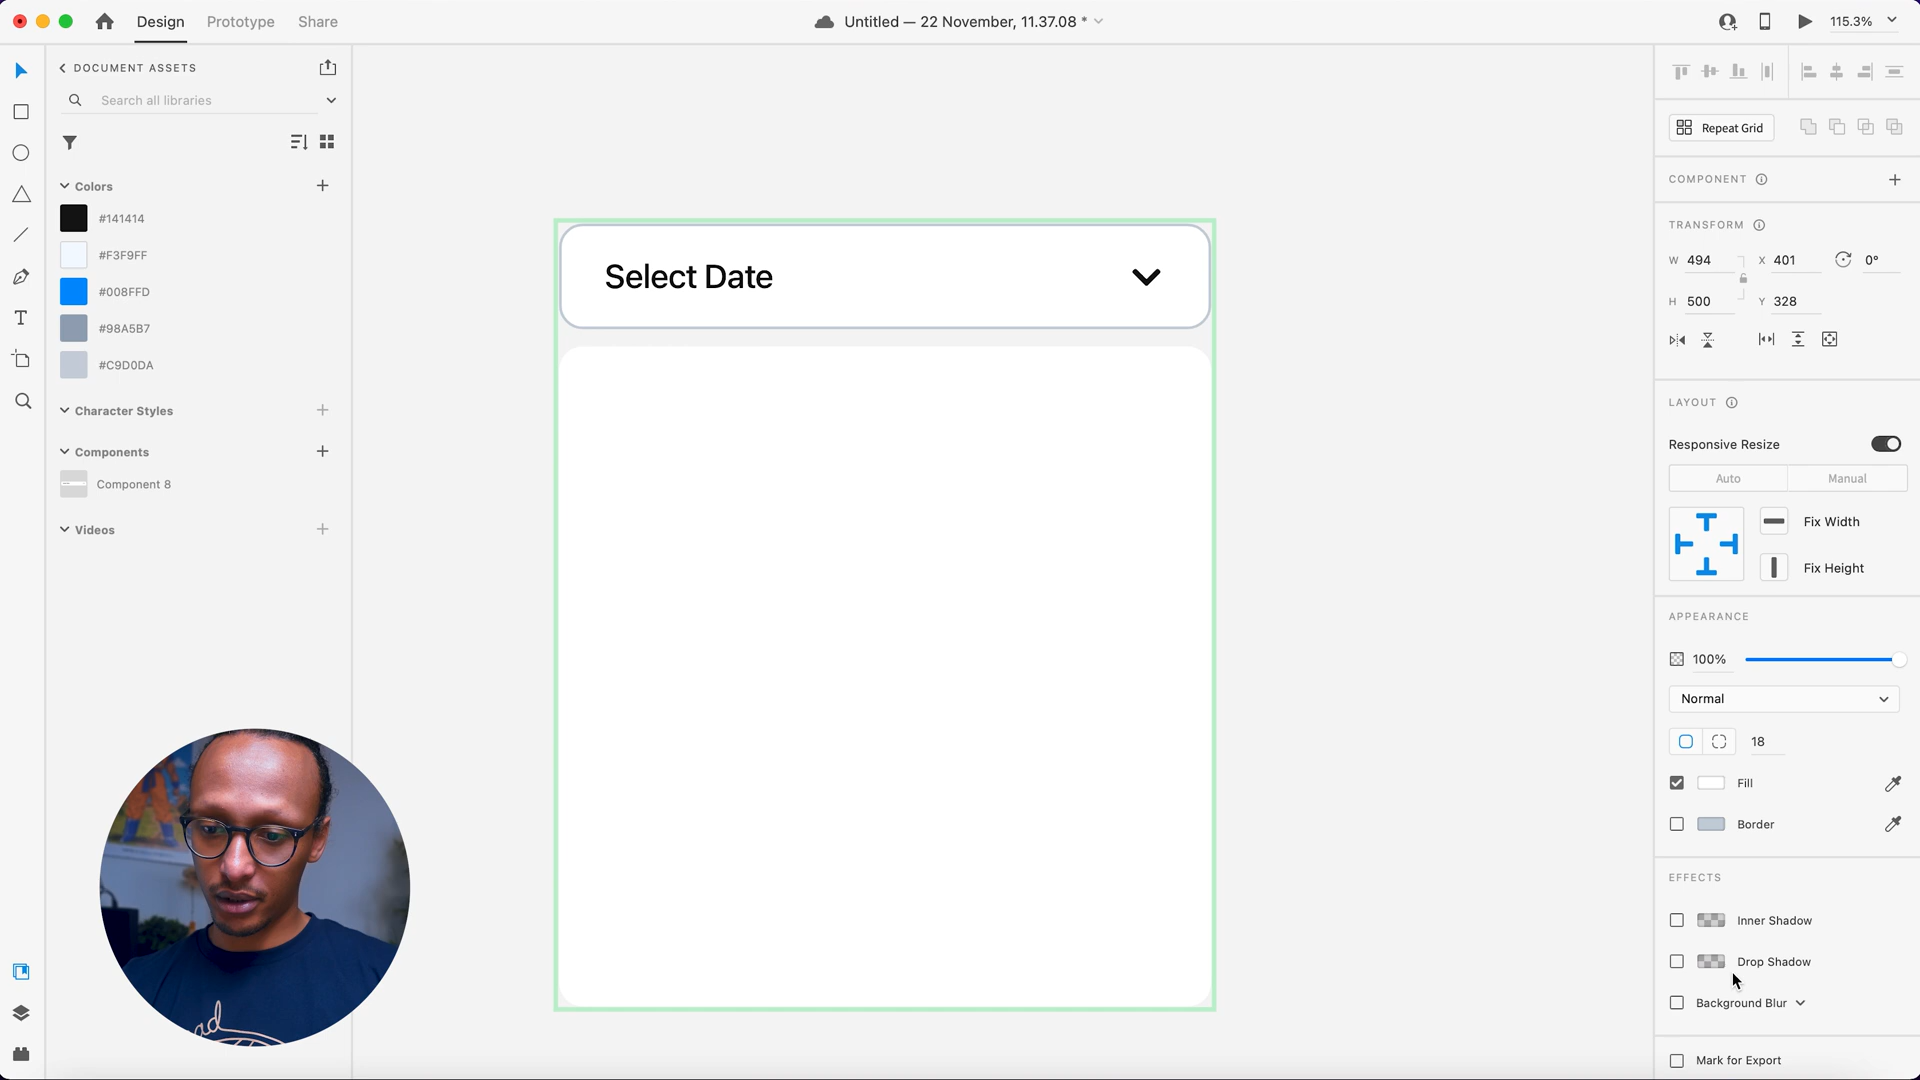 Design Prototype Share
Untitled — 22 November, 11.37.08 *
115.3%
DOCUMENT ASSETS
Search all libraries
Colors
#141414
#F3F9FF
#008FFD
#98A5B7
#C9D0DA
Character Styles
Components
Component 8
Videos
Select Date
Repeat Grid
COMPONENT
TRANSFORM
W 494 X 401 0°
H 500 Y 328
LAYOUT
Responsive Resize
Auto Manual
Fix Width
Fix Height
APPEARANCE
100%
Normal
18
Fill
Border
EFFECTS
Inner Shadow
Drop Shadow
Background Blur
Mark for Export